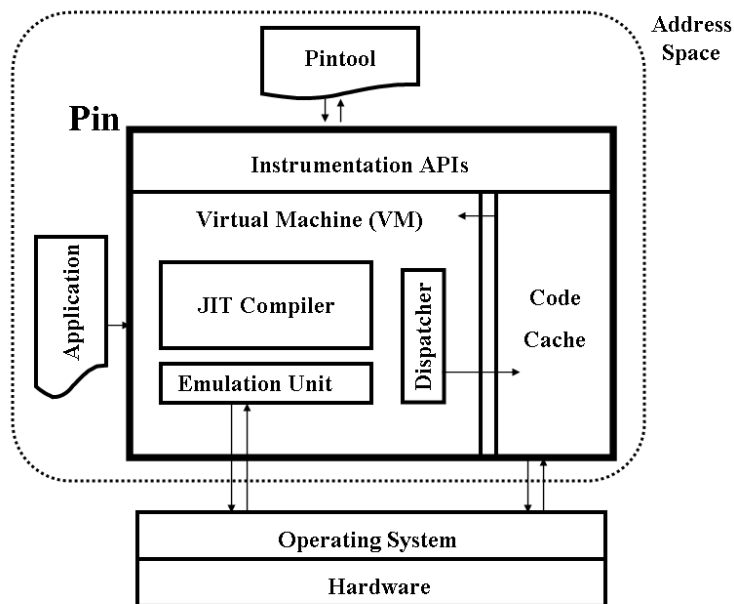 Address
Space
Pintool
Pin
Instrumentation APIs
Virtual Machine (VM)
Application
JIT Compiler
Dispatcher
Code
Cache
Emulation Unit
Operating System
Hardware